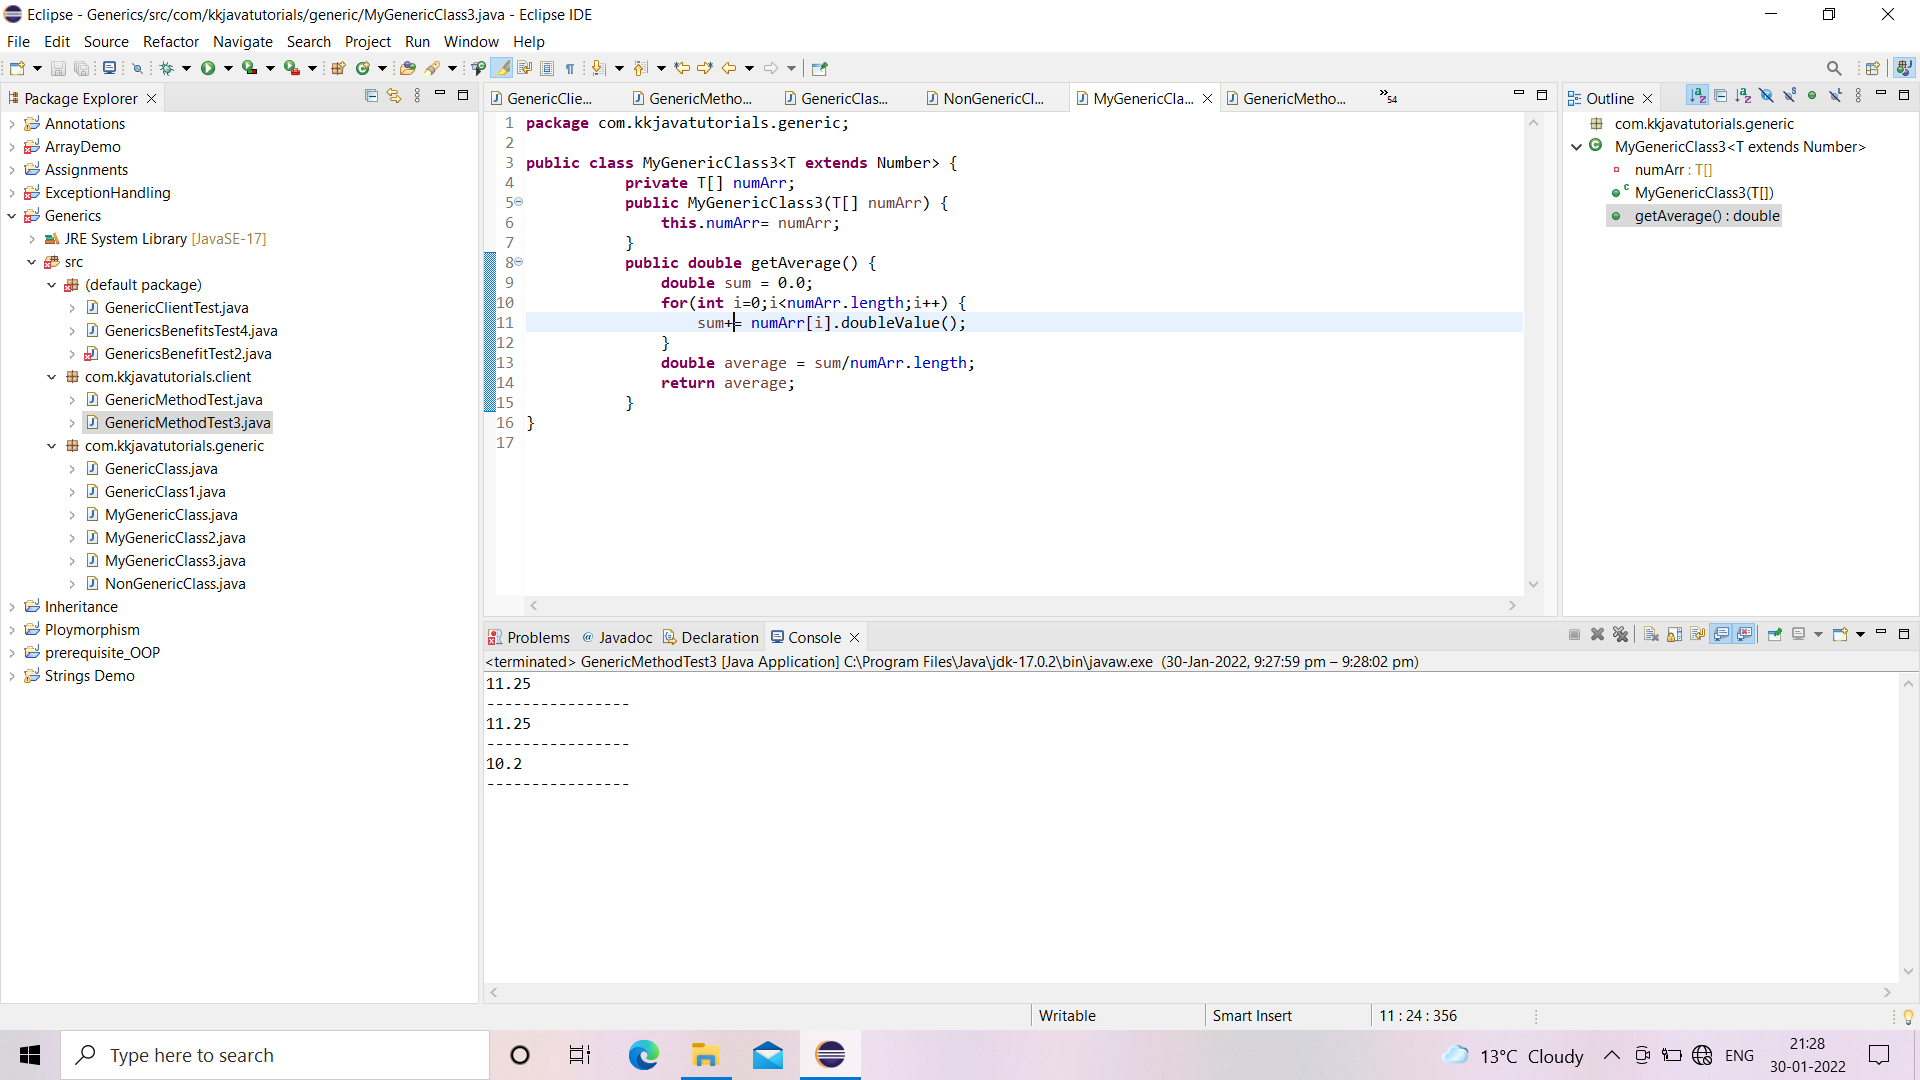 Eclipse - Generics/src/com/kkjavatutorials/generic/MyGenericClass3.java - Eclipse IDE
File Edit Source Refactor Navigate Search Project Run Window Help
Package Explorer
Annotations
ArrayDemo
Assignments
ExceptionHandling
Generics
JRE System Library [JavaSE-17]
src
(default package)
GenericClientTest.java
GenericsBenefitsTest4.java
GenericsBenefitTest2.java
com.kkjavatutorials.client
GenericMethodTest.java
GenericMethodTest3.java
com.kkjavatutorials.generic
GenericClass.java
GenericClass1.java
MyGenericClass.java
MyGenericClass2.java
MyGenericClass3.java
NonGenericClass.java
Inheritance
Ploymorphism
prerequisite_OOP
Strings Demo
GenericClie... GenericMetho... GenericClas... NonGenericCl... MyGenericCla... GenericMetho... »54
1 package com.kkjavatutorials.generic;
2
3 public class MyGenericClass3<T extends Number> {
4 private T[] numArr;
5 public MyGenericClass3(T[] numArr) {
6 this.numArr= numArr;
7 }
8 public double getAverage() {
9 double sum = 0.0;
10 for(int i=0;i<numArr.length;i++) {
11 sum+= numArr[i].doubleValue();
12 }
13 double average = sum/numArr.length;
14 return average;
15 }
16 }
17
Outline
com.kkjavatutorials.generic
MyGenericClass3<T extends Number>
numArr : T[]
MyGenericClass3(T[])
getAverage() : double
Problems @ Javadoc Declaration Console
<terminated> GenericMethodTest3 [Java Application] C:\Program Files\Java\jdk-17.0.2\bin\javaw.exe (30-Jan-2022, 9:27:59 pm – 9:28:02 pm)
11.25
----------------
11.25
----------------
10.2
----------------
Writable Smart Insert 11 : 24 : 356
Type here to search
13°C Cloudy ENG
21:28
30-01-2022